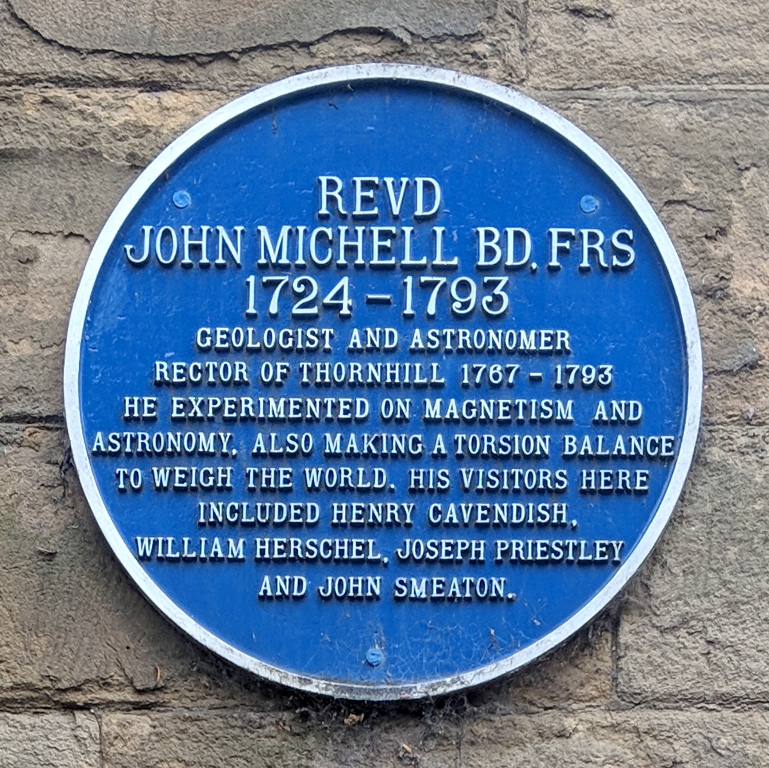 REVD
JOHN MICHELL BD, FRS
1724 – 1793
GEOLOGIST AND ASTRONOMER
RECTOR OF THORNHILL 1767 – 1793
HE EXPERIMENTED ON MAGNETISM AND
ASTRONOMY, ALSO MAKING A TORSION BALANCE
TO WEIGH THE WORLD. HIS VISITORS HERE
INCLUDED HENRY CAVENDISH,
WILLIAM HERSCHEL, JOSEPH PRIESTLEY
AND JOHN SMEATON.